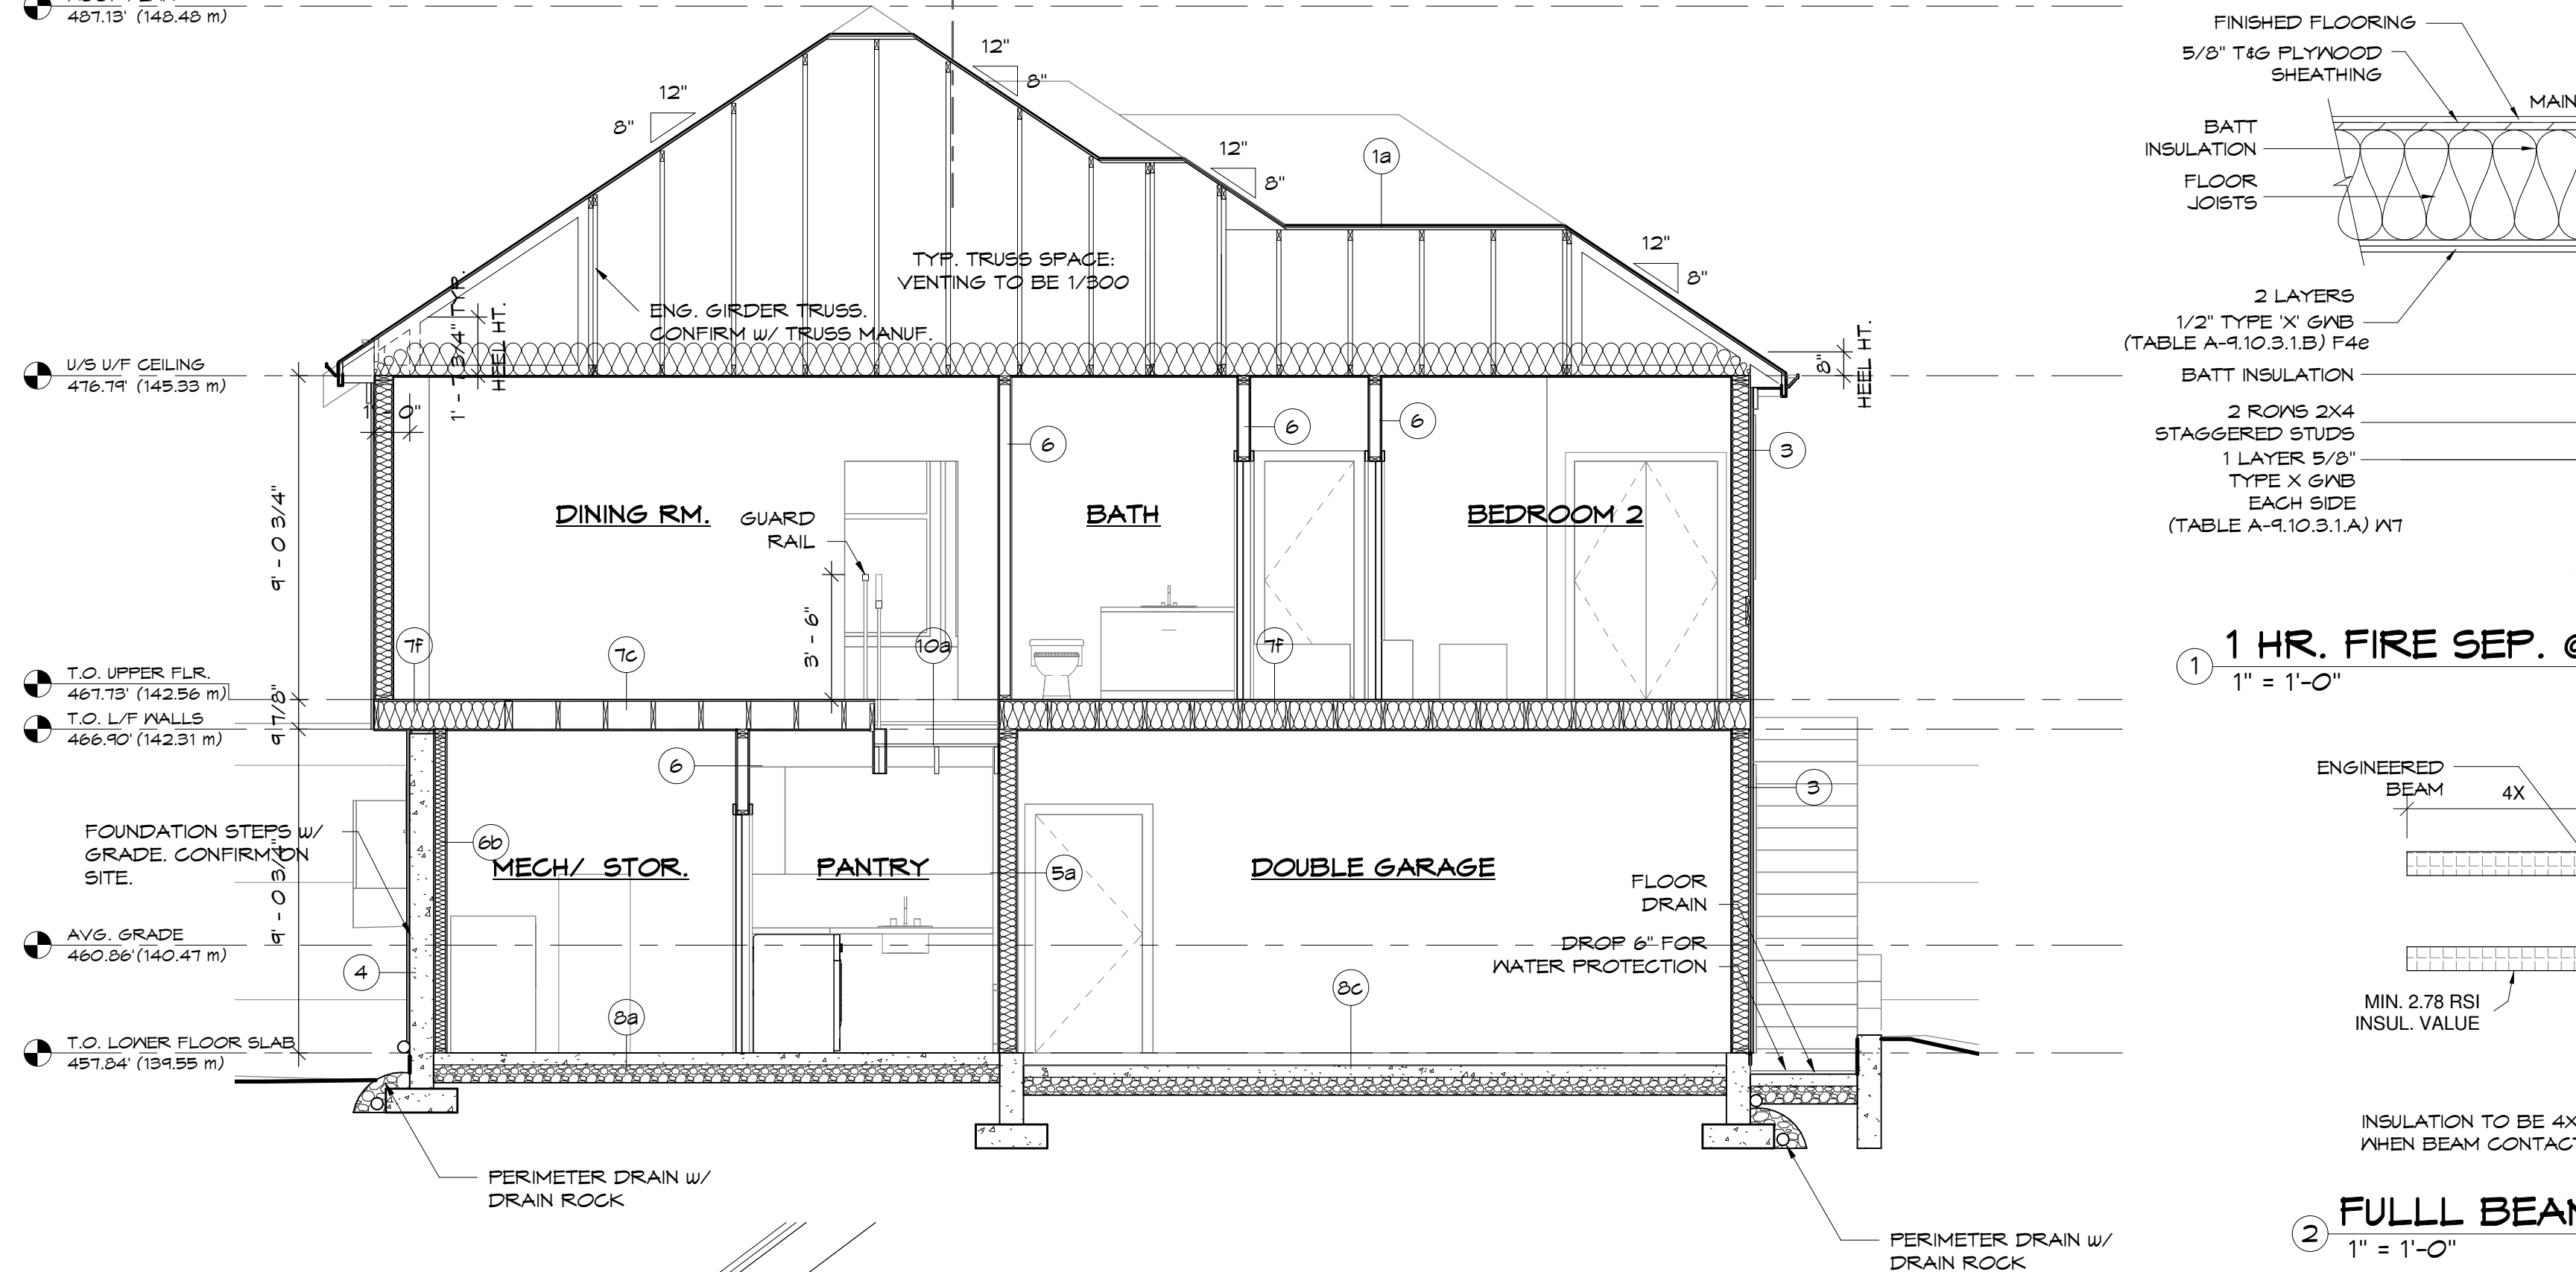 487.13' (148.48 m)
12"
8"
12"
8"
12"
8"
1a
12"
8"
TYP. TRUSS SPACE:
VENTING TO BE 1/300
ENG. GIRDER TRUSS.
CONFIRM w/ TRUSS MANUF.
1' - 7 3/4" TYP.
HEEL HT.
8"
HEEL HT.
U/S U/F CEILING
476.79' (145.33 m)
1' - 0"
6
6
6
3
9' - 0 3/4"
DINING RM.
GUARD
RAIL
BATH
BEDROOM 2
3' - 6"
7f
7c
10a
7f
T.O. UPPER FLR.
467.73' (142.56 m)
T.O. L/F WALLS
466.90' (142.31 m)
9 7/8"
6
3
FOUNDATION STEPS w/
GRADE. CONFIRM ON
SITE.
9' - 0 3/4"
6b
MECH/ STOR.
PANTRY
5a
DOUBLE GARAGE
FLOOR
DRAIN
DROP 6" FOR
WATER PROTECTION
AVG. GRADE
460.86'(140.47 m)
4
8a
8c
T.O. LOWER FLOOR SLAB
457.84' (139.55 m)
PERIMETER DRAIN w/
DRAIN ROCK
PERIMETER DRAIN w/
DRAIN ROCK
FINISHED FLOORING
5/8" T&G PLYWOOD
SHEATHING
MAIN
BATT
INSULATION
FLOOR
JOISTS
2 LAYERS
1/2" TYPE 'X' GWB
(TABLE A-9.10.3.1.B) F4e
BATT INSULATION
2 ROWS 2X4
STAGGERED STUDS
1 LAYER 5/8"
TYPE X GWB
EACH SIDE
(TABLE A-9.10.3.1.A) W7
1
1 HR. FIRE SEP. @
1" = 1'-0"
ENGINEERED
BEAM
4X
MIN. 2.78 RSI
INSUL. VALUE
INSULATION TO BE 4X
WHEN BEAM CONTACT
2
FULLL BEAM
1" = 1'-0"